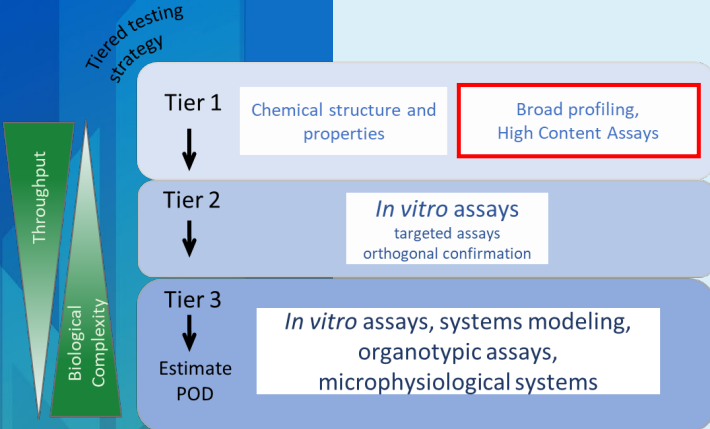 Tiered testing
strategy
Tier 1
Chemical structure and
properties
Broad profiling,
High Content Assays
Throughput
Biological
Complexity
Tier 2
In vitro assays
targeted assays
orthogonal confirmation
Tier 3
Estimate
POD
In vitro assays, systems modeling,
organotypic assays,
microphysiological systems